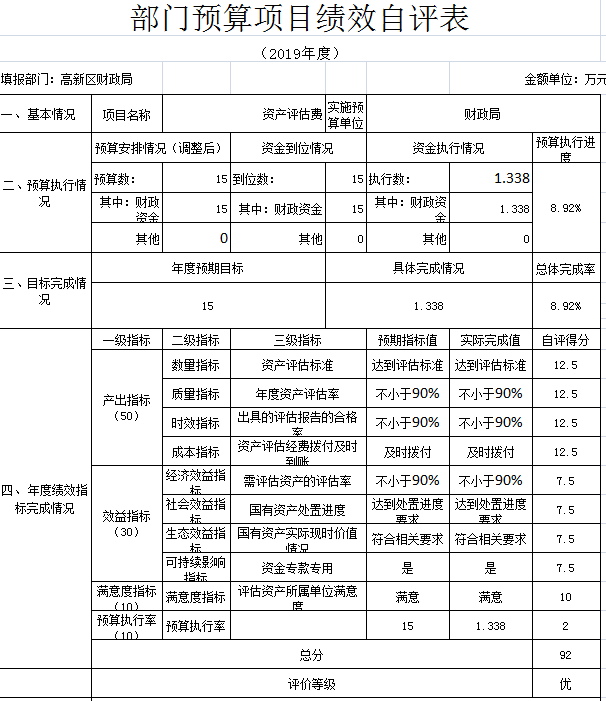 部门预算项目绩效自评表
（2019年度）
填报部门：高新区财政局 金额单位：万元
一、基本情况 项目名称 资产评估费 实施预算单位 财政局
二、预算执行情况 预算安排情况（调整后） 资金到位情况 资金执行情况 预算执行进度
预算数： 15 到位数： 15 执行数： 1.338 8.92%
其中：财政资金 15 其中：财政资金 15 其中：财政资金 1.338
其他 0 其他 0 其他 0
三、目标完成情况 年度预期目标 具体完成情况 总体完成率
15 1.338 8.92%
四、年度绩效指标完成情况 一级指标 二级指标 三级指标 预期指标值 实际完成值 自评得分
产出指标（50） 数量指标 资产评估标准 达到评估标准 达到评估标准 12.5
质量指标 年度资产评估率 不小于90% 不小于90% 12.5
时效指标 出具的评估报告的合格率 不小于90% 不小于90% 12.5
成本指标 资产评估经费拨付及时到账 及时拨付 及时拨付 12.5
效益指标（30） 经济效益指标 需评估资产的评估率 不小于90% 不小于90% 7.5
社会效益指标 国有资产处置进度 达到处置进度要求 达到处置进度要求 7.5
生态效益指标 国有资产实际现时价值情况 符合相关要求 符合相关要求 7.5
可持续影响指标 资金专款专用 是 是 7.5
满意度指标（10） 满意度指标 评估资产所属单位满意度 满意 满意 10
预算执行率（10） 预算执行率 15 1.338 2
总分 92
评价等级 优